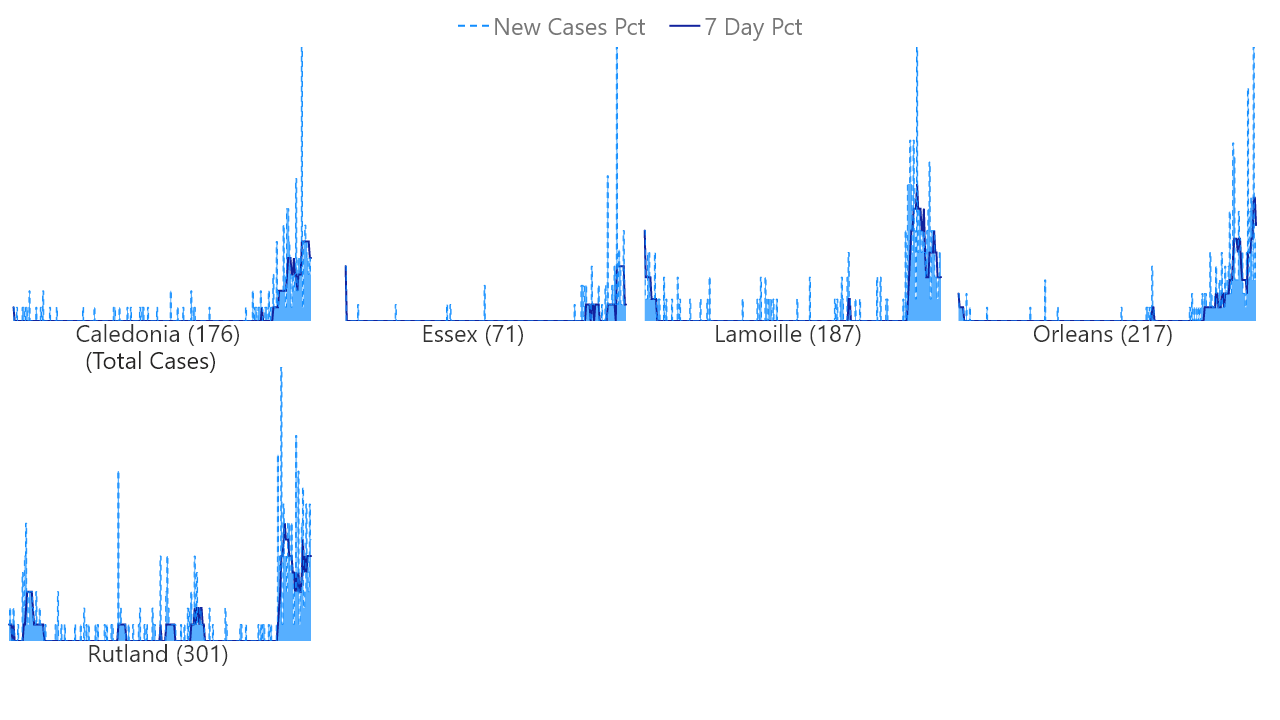 New Cases Pct 7 Day Pct
Caledonia (176) Essex (71) Lamoille (187) Orleans (217)
(Total Cases)
Rutland (301)